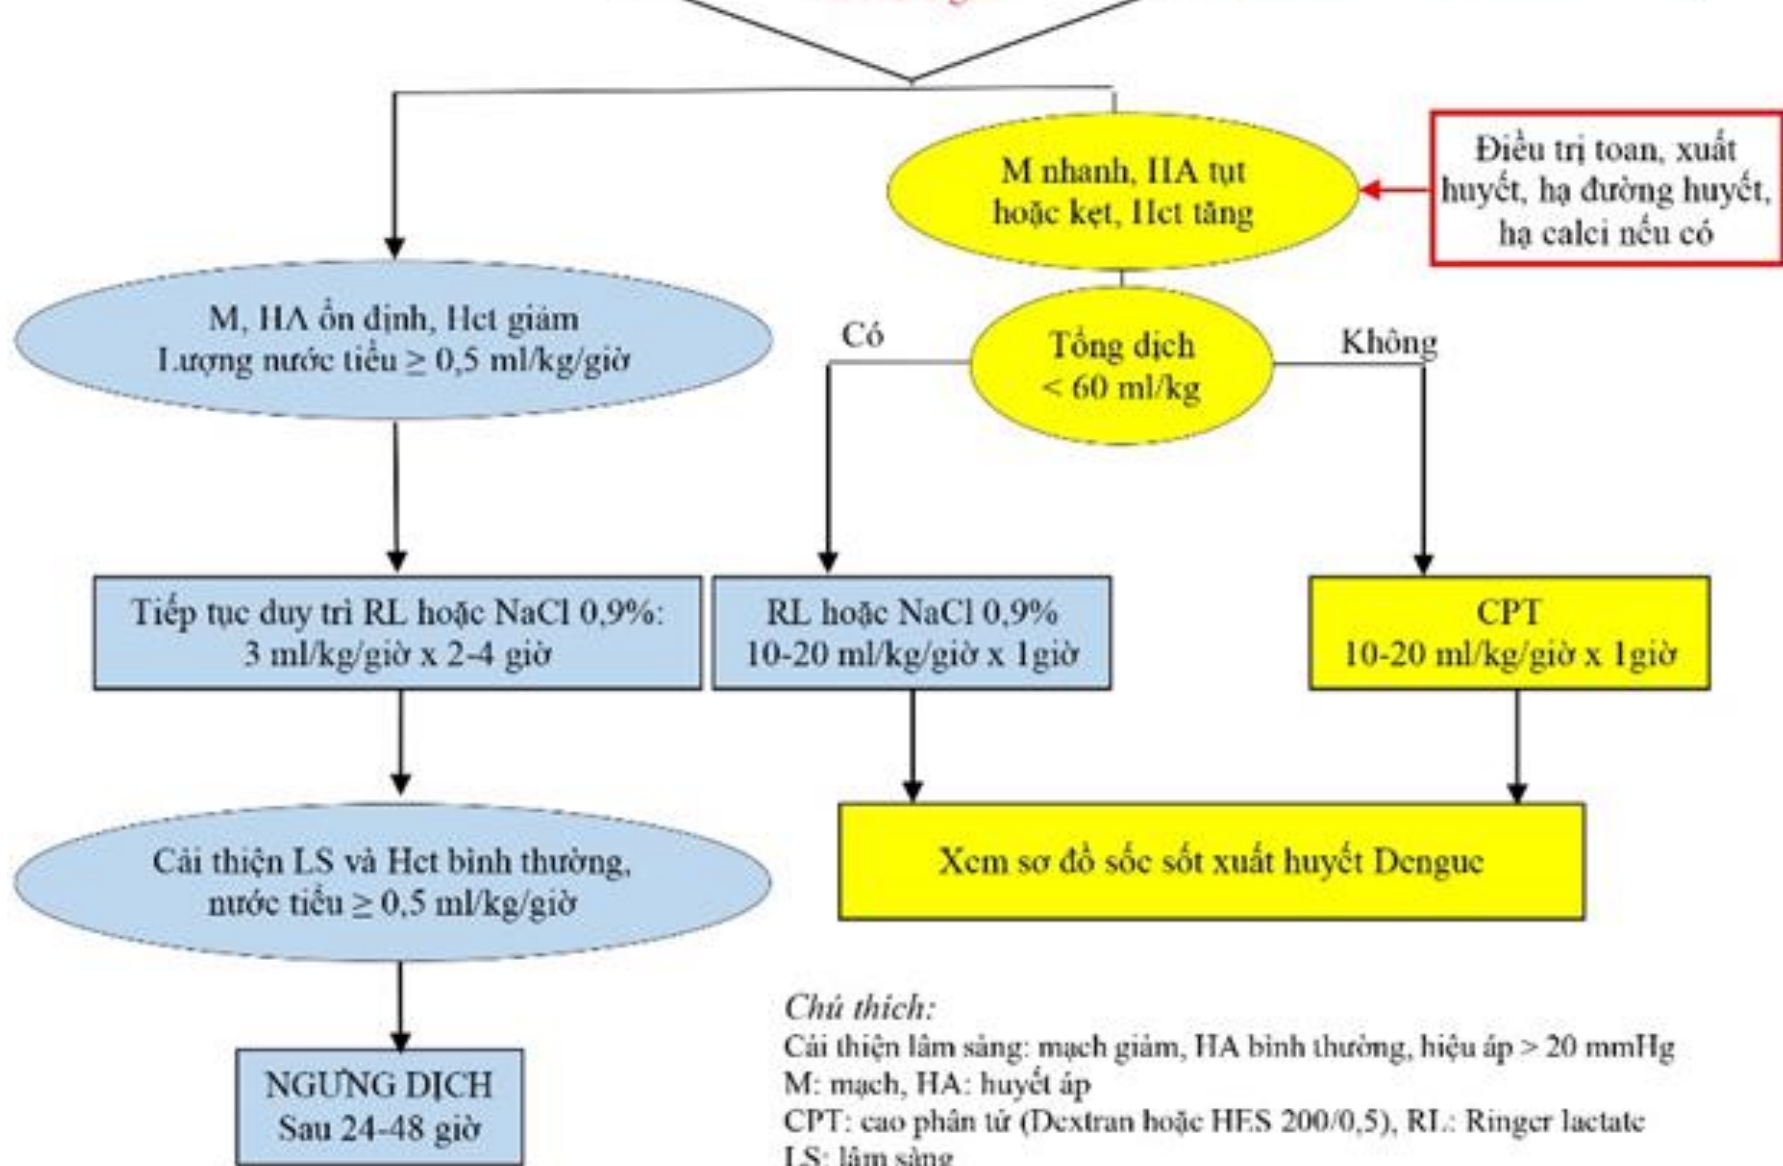 M nhanh, HA tụt
hoặc kẹt, Hct tăng
Điều trị toan, xuất
huyết, hạ đường huyết,
hạ calci nếu có
M, HA ổn định, Hct giảm
Lượng nước tiểu ≥ 0,5 ml/kg/giờ
Có
Tổng dịch
< 60 ml/kg
Không
Tiếp tục duy trì RL hoặc NaCl 0,9%:
3 ml/kg/giờ x 2-4 giờ
RL hoặc NaCl 0,9%
10-20 ml/kg/giờ x 1giờ
CPT
10-20 ml/kg/giờ x 1giờ
Cải thiện LS và Hct bình thường,
nước tiểu ≥ 0,5 ml/kg/giờ
Xem sơ đồ sốc sốt xuất huyết Dengue
NGƯNG DỊCH
Sau 24-48 giờ
Chú thích:
Cải thiện lâm sàng: mạch giảm, HA bình thường, hiệu áp > 20 mmHg
M: mạch, HA: huyết áp
CPT: cao phân tử (Dextran hoặc HES 200/0,5), RL: Ringer lactate
LS: lâm sàng